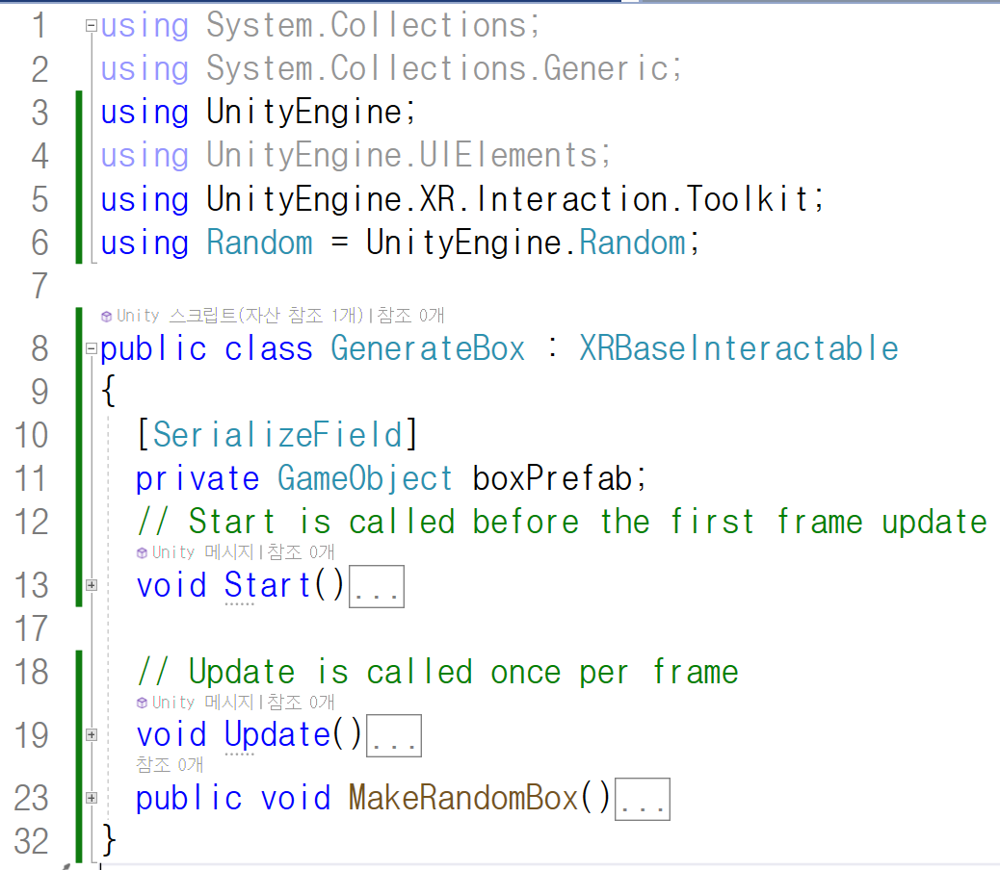 1 using System.Collections;
2 using System.Collections.Generic;
3 using UnityEngine;
4 using UnityEngine.UIElements;
5 using UnityEngine.XR.Interaction.Toolkit;
6 using Random = UnityEngine.Random;
7
Unity 스크립트(자산 참조 1개)|참조 0개
8 public class GenerateBox : XRBaseInteractable
9 {
10 [SerializeField]
11 private GameObject boxPrefab;
12 // Start is called before the first frame update
Unity 메시지|참조 0개
13 void Start()...
17
18 // Update is called once per frame
Unity 메시지|참조 0개
19 void Update()...
참조 0개
23 public void MakeRandomBox()...
32 }